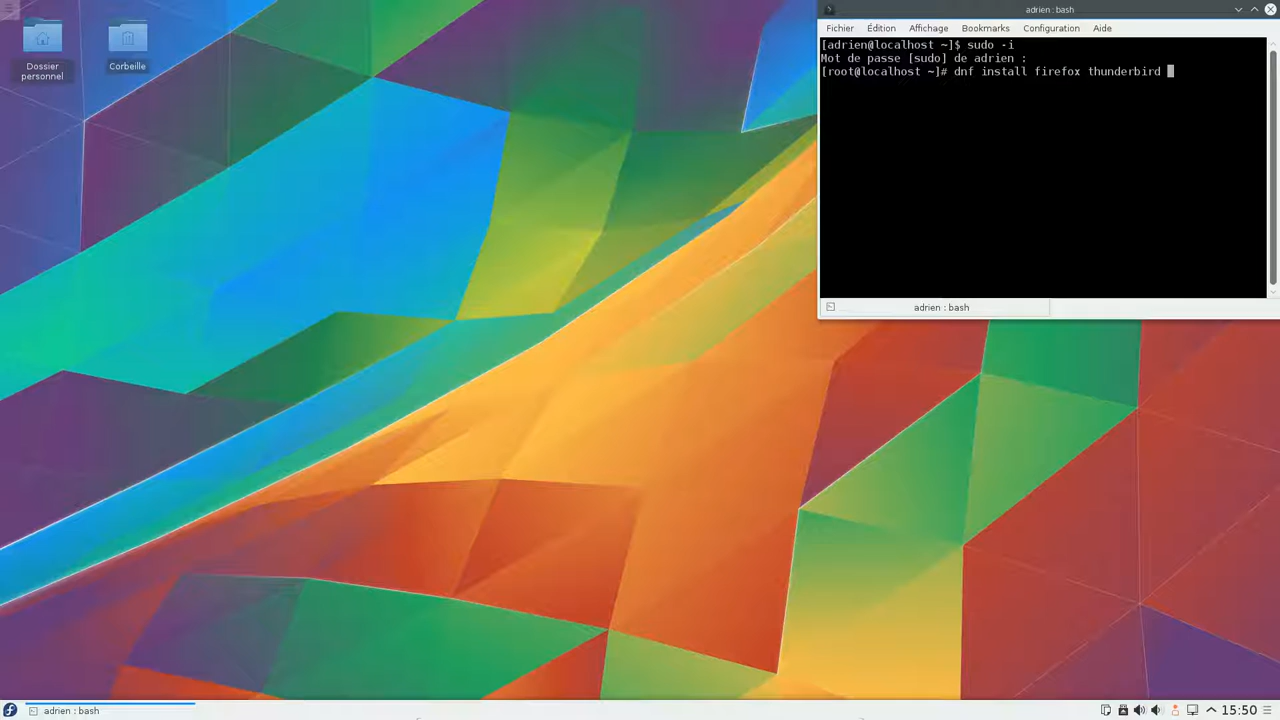 Dossier
personnel
Corbeille
adrien : bash
Fichier Édition Affichage Bookmarks Configuration Aide
[adrien@localhost ~]$ sudo -i
Mot de passe [sudo] de adrien :
[root@localhost ~]# dnf install firefox thunderbird
adrien : bash
adrien : bash
15:50